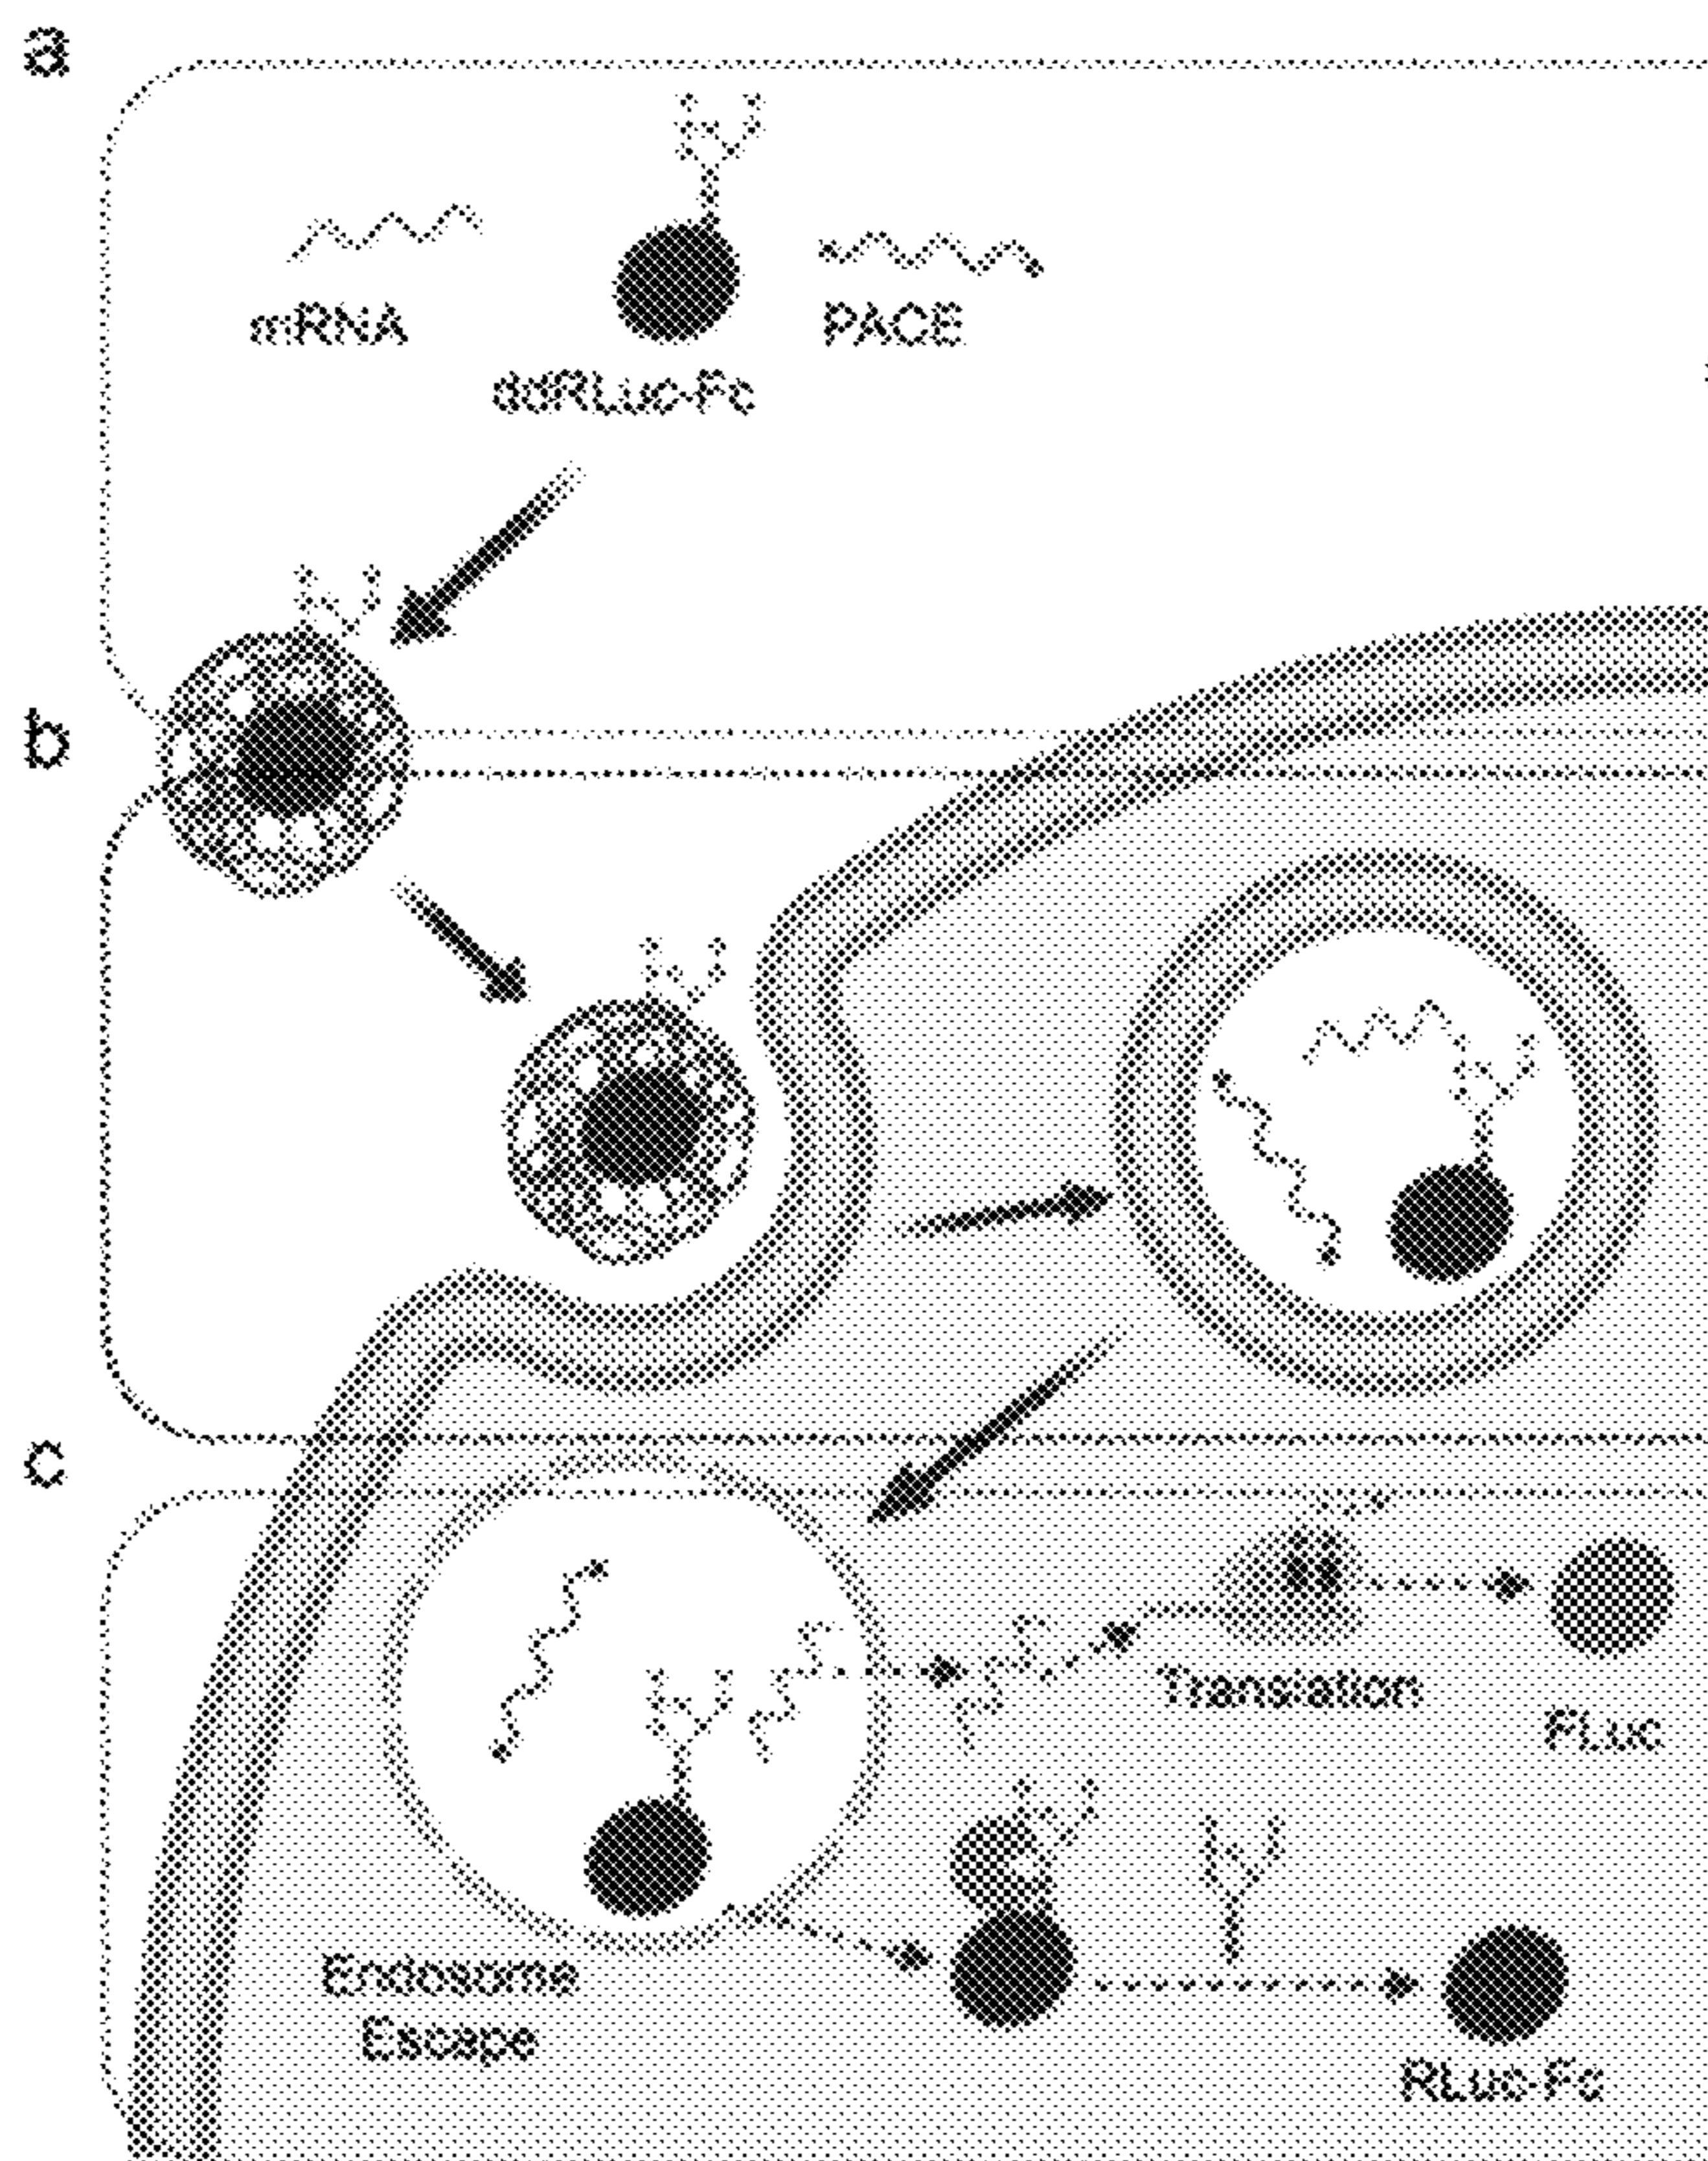 a
mRNA
PACE
ddRLuc-Fc
b
c
Translation
FLuc
Endosome
Escape
RLuc-Fc